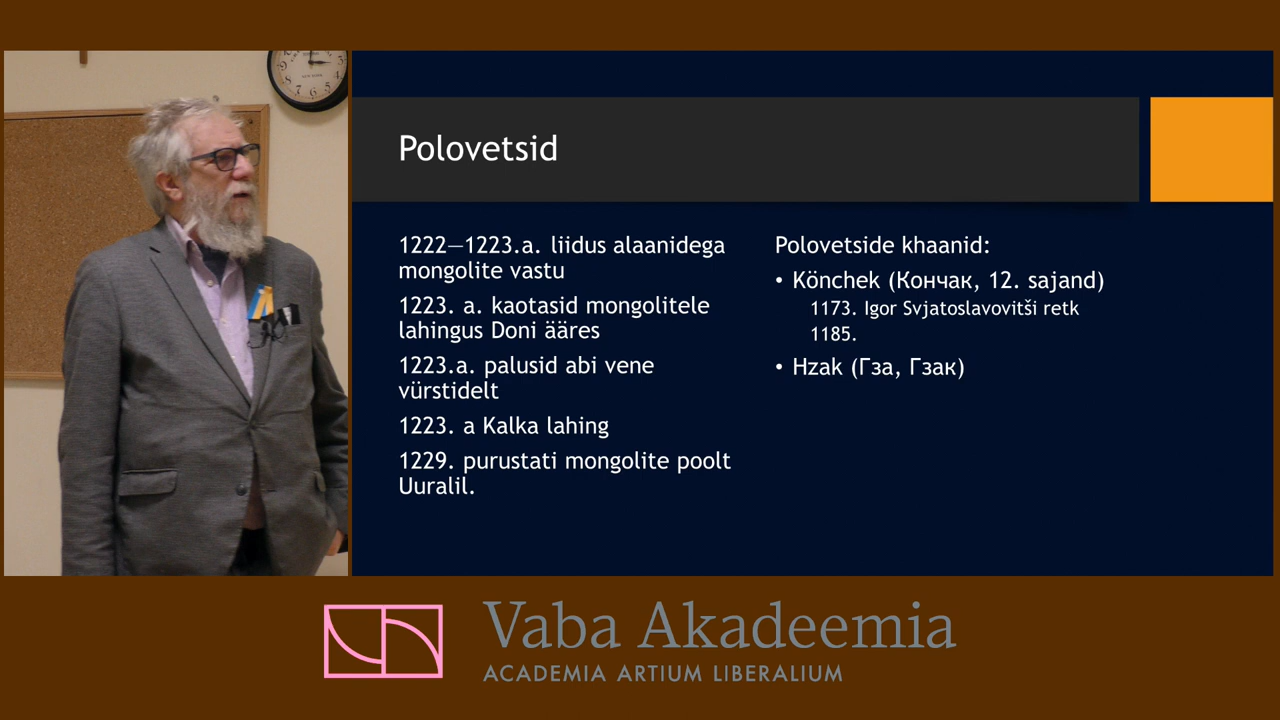 Polovetsid
1222—1223.a. liidus alaanidega
mongolite vastu
1223. a. kaotasid mongolitele
lahingus Doni ääres
1223.a. palusid abi vene
vürstidelt
1223. a Kalka lahing
1229. purustati mongolite poolt
Uuralil.
Polovetside khaanid:
• Könchek (Кончак, 12. sajand)
1173. Igor Svjatoslavovitši retk
1185.
• Hzak (Гза, Гзак)
Vaba Akadeemia
ACADEMIA ARTIUM LIBERALIUM